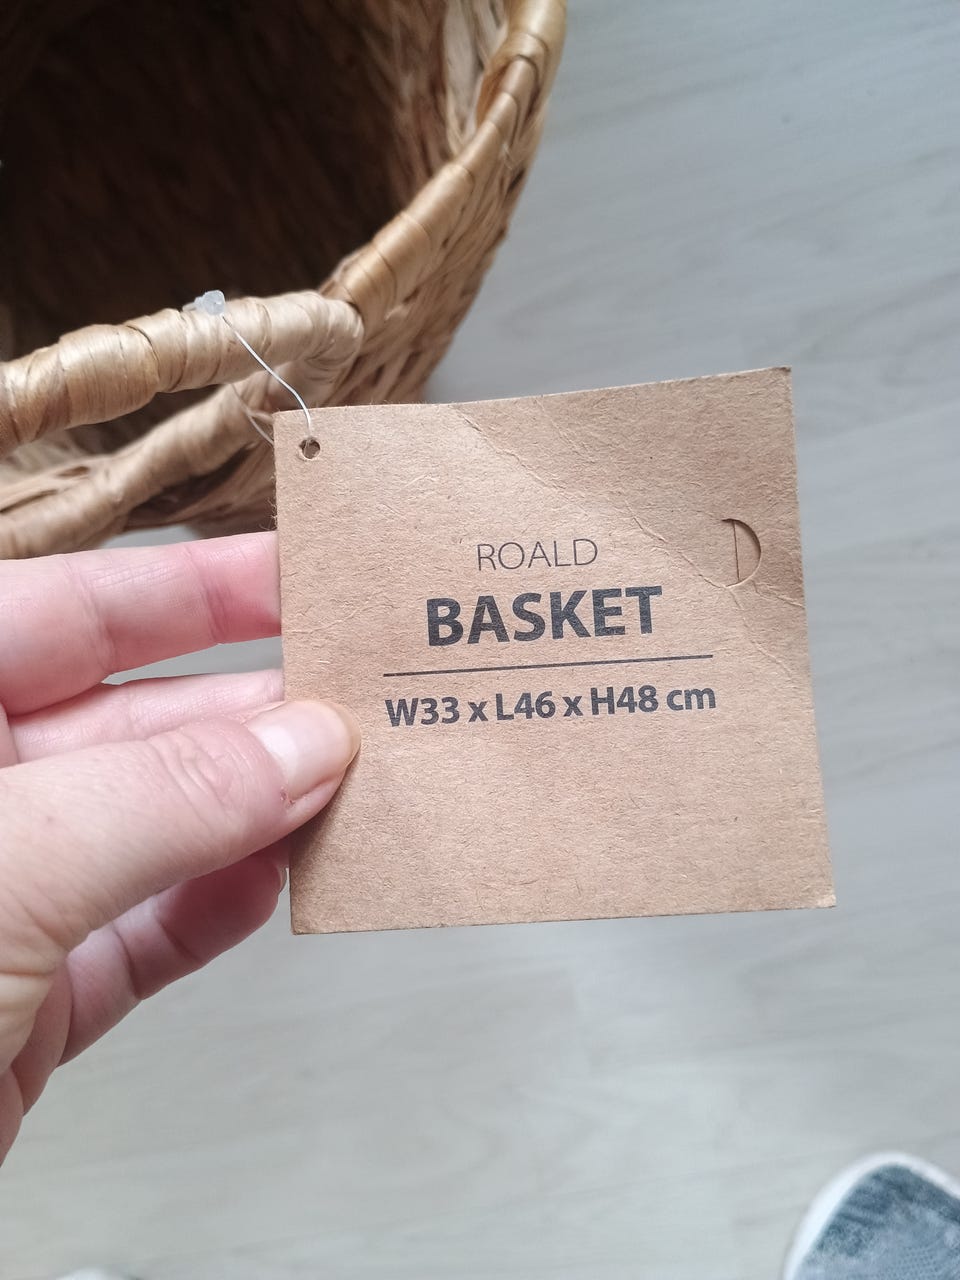 ROALD
BASKET
W33 x L46 x H48 cm